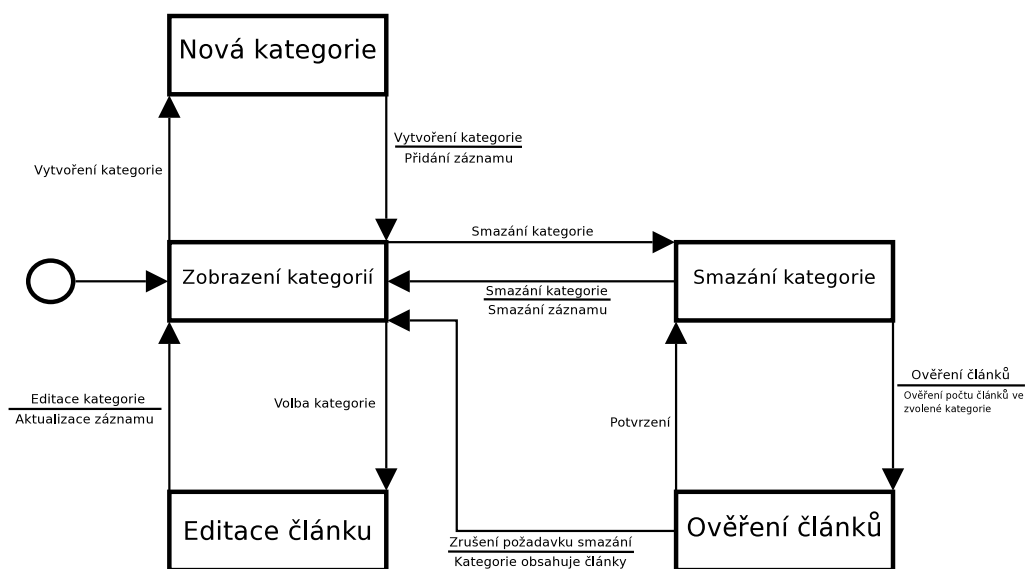 Nová kategorie
Vytvoření kategorie
Přidání záznamu
Vytvoření kategorie
Smazání kategorie
Zobrazení kategorií
Smazání kategorie
Smazání kategorie
Smazání záznamu
Editace kategorie
Aktualizace záznamu
Volba kategorie
Potvrzení
Ověření článků
Ověření počtu článků ve
zvolené kategorie
Editace článku
Ověření článků
Zrušení požadavku smazání
Kategorie obsahuje články